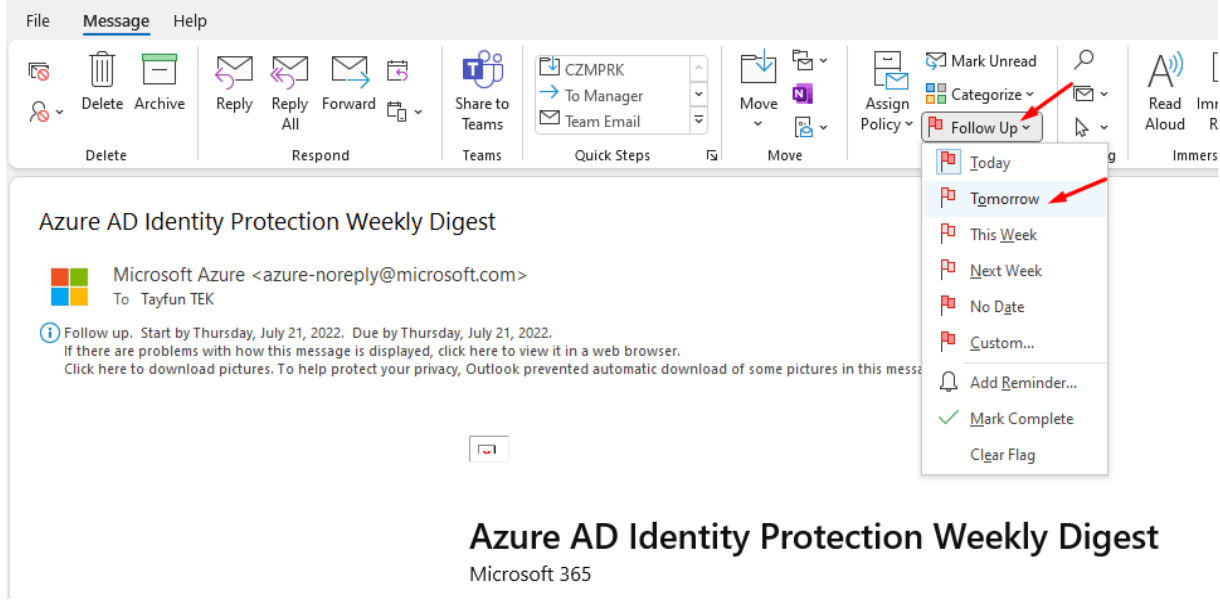 File Message Help
Delete Archive
Reply Reply All Forward
Share to Teams
CZMPRK
To Manager
Team Email
Move
Assign Policy
Mark Unread
Categorize
Follow Up
Read Aloud
Delete Respond Teams Quick Steps Move
Today
Tomorrow
This Week
Next Week
No Date
Custom...
Add Reminder...
Mark Complete
Clear Flag
Azure AD Identity Protection Weekly Digest
Microsoft Azure <azure-noreply@microsoft.com>
To Tayfun TEK
Follow up. Start by Thursday, July 21, 2022. Due by Thursday, July 21, 2022.
If there are problems with how this message is displayed, click here to view it in a web browser.
Click here to download pictures. To help protect your privacy, Outlook prevented automatic download of some pictures in this
Azure AD Identity Protection Weekly Digest
Microsoft 365